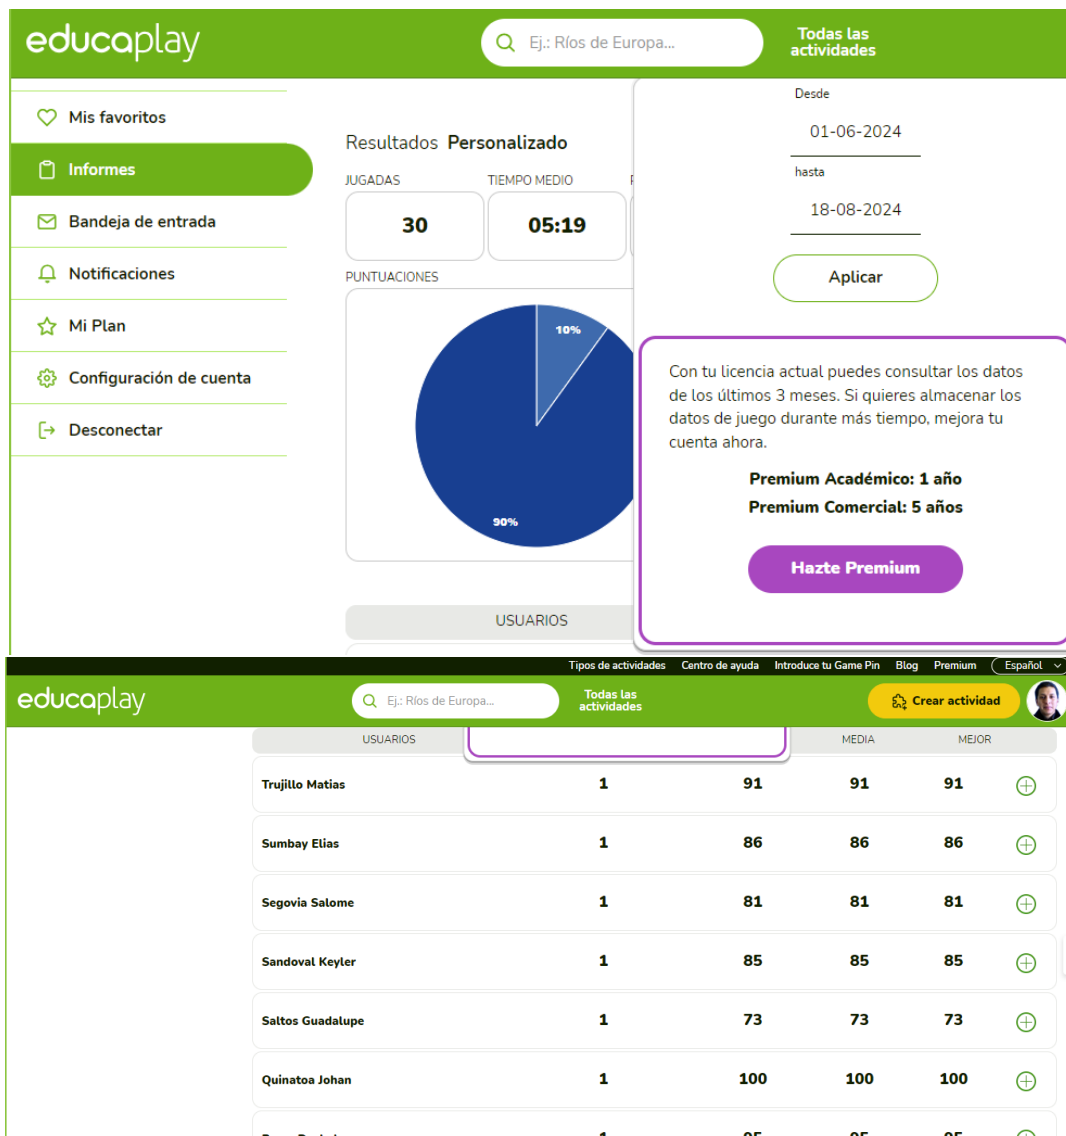 educaplay
Ej.: Ríos de Europa...
Todas las
actividades
Mis favoritos
Informes
Bandeja de entrada
Notificaciones
Mi Plan
Configuración de cuenta
Desconectar
Resultados Personalizado
JUGADAS TIEMPO MEDIO
30 05:19
PUNTUACIONES
10%
90%
USUARIOS
Desde
01-06-2024
hasta
18-08-2024
Aplicar
Con tu licencia actual puedes consultar los datos
de los últimos 3 meses. Si quieres almacenar los
datos de juego durante más tiempo, mejora tu
cuenta ahora.
Premium Académico: 1 año
Premium Comercial: 5 años
Hazte Premium
Tipos de actividades Centro de ayuda Introduce tu Game Pin Blog Premium Español
educaplay
Ej.: Ríos de Europa...
Todas las
actividades
Crear actividad
USUARIOS MEDIA MEJOR
Trujillo Matias 1 91 91 91
Sumbay Elias 1 86 86 86
Segovia Salome 1 81 81 81
Sandoval Keyler 1 85 85 85
Saltos Guadalupe 1 73 73 73
Quinatoa Johan 1 100 100 100